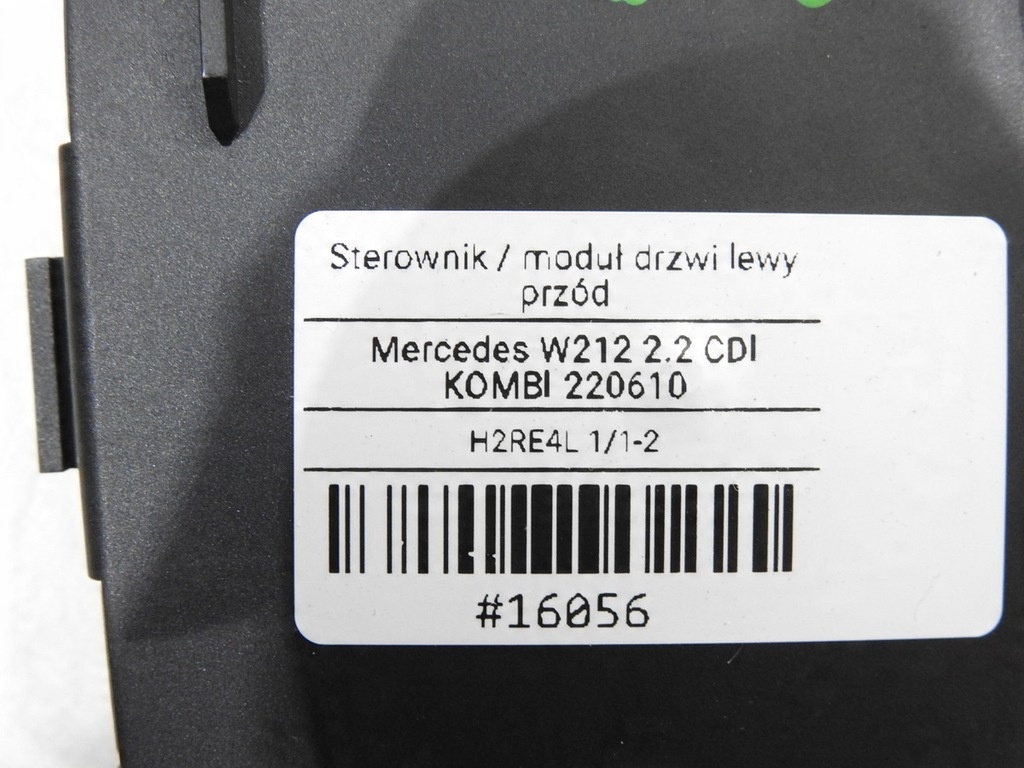 Sterownik / moduł drzwi lewy
przód
Mercedes W212 2.2 CDI
KOMBI 220610
H2RE4L 1/1-2
#16056